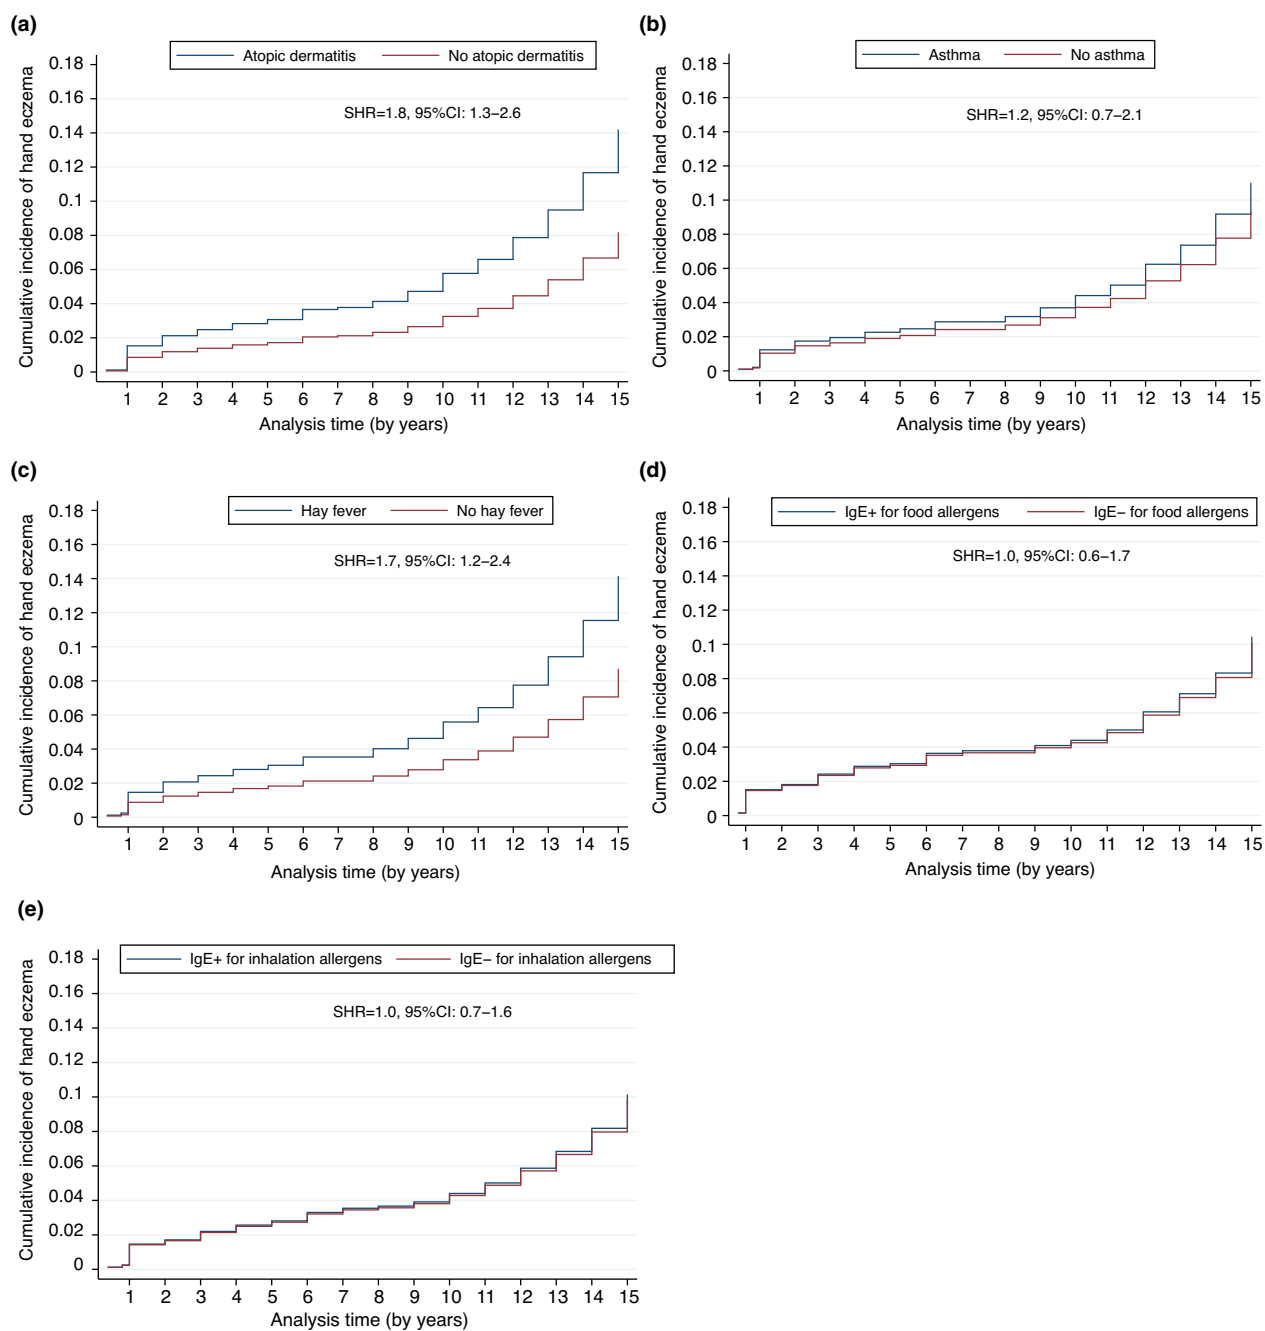 (a)
Atopic dermatitis No atopic dermatitis
SHR=1.8, 95%CI: 1.3–2.6
Cumulative incidence of hand eczema
0.18
0.16
0.14
0.12
0.1
0.08
0.06
0.04
0.02
0
1 2 3 4 5 6 7 8 9 10 11 12 13 14 15
Analysis time (by years)
(b)
Asthma No asthma
SHR=1.2, 95%CI: 0.7–2.1
Cumulative incidence of hand eczema
0.18
0.16
0.14
0.12
0.1
0.08
0.06
0.04
0.02
0
1 2 3 4 5 6 7 8 9 10 11 12 13 14 15
Analysis time (by years)
(c)
Hay fever No hay fever
SHR=1.7, 95%CI: 1.2–2.4
Cumulative incidence of hand eczema
0.18
0.16
0.14
0.12
0.1
0.08
0.06
0.04
0.02
0
1 2 3 4 5 6 7 8 9 10 11 12 13 14 15
Analysis time (by years)
(d)
IgE+ for food allergens IgE− for food allergens
SHR=1.0, 95%CI: 0.6–1.7
Cumulative incidence of hand eczema
0.18
0.16
0.14
0.12
0.1
0.08
0.06
0.04
0.02
0
1 2 3 4 5 6 7 8 9 10 11 12 13 14 15
Analysis time (by years)
(e)
IgE+ for inhalation allergens IgE− for inhalation allergens
SHR=1.0, 95%CI: 0.7–1.6
Cumulative incidence of hand eczema
0.18
0.16
0.14
0.12
0.1
0.08
0.06
0.04
0.02
0
1 2 3 4 5 6 7 8 9 10 11 12 13 14 15
Analysis time (by years)